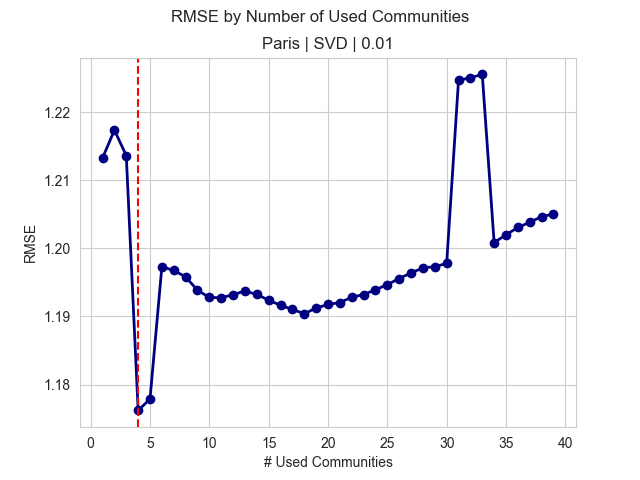 RMSE by Number of Used Communities
Paris | SVD | 0.01
1.22
1.21
1.20
1.19
1.18
RMSE
0 5 10 15 20 25 30 35 40
# Used Communities